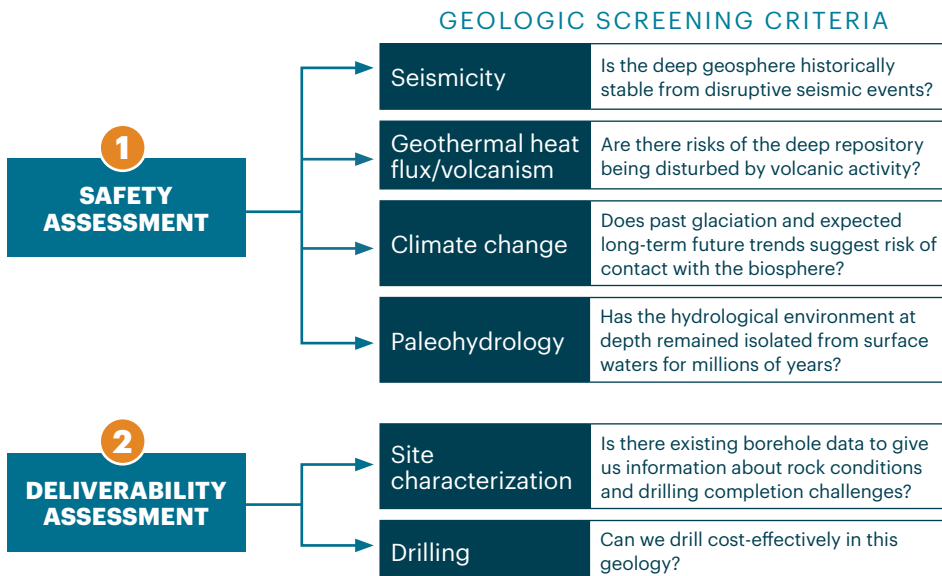 GEOLOGIC SCREENING CRITERIA
1
SAFETY
ASSESSMENT
Seismicity
Is the deep geosphere historically
stable from disruptive seismic events?
Geothermal heat
flux/volcanism
Are there risks of the deep repository
being disturbed by volcanic activity?
Climate change
Does past glaciation and expected
long-term future trends suggest risk of
contact with the biosphere?
Paleohydrology
Has the hydrological environment at
depth remained isolated from surface
waters for millions of years?
2
DELIVERABILITY
ASSESSMENT
Site
characterization
Is there existing borehole data to give
us information about rock conditions
and drilling completion challenges?
Drilling
Can we drill cost-effectively in this
geology?